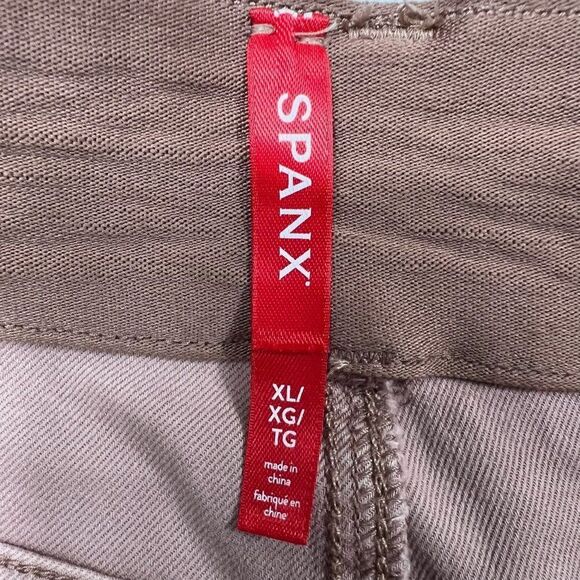 SPANX
XL/
XG/
TG
made in
china
fabriqué en
chine